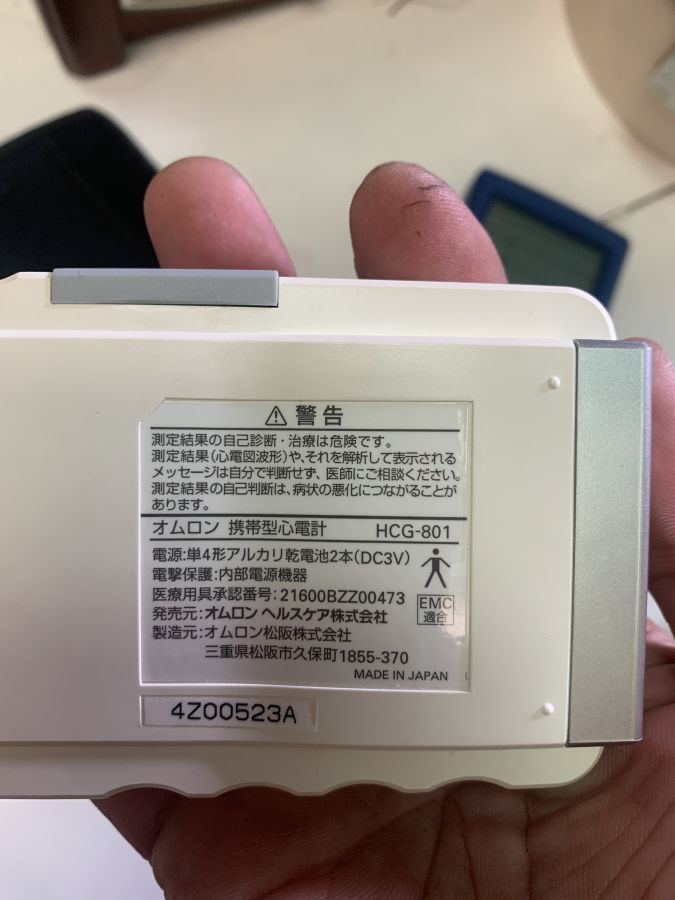 ⚠ 警告
測定結果の自己診断・治療は危険です。
測定結果(心電図波形)や、それを解析して表示される
メッセージは自分で判断せず、医師にご相談ください。
測定結果の自己判断は、病状の悪化につながることが
あります。
オムロン 携帯型心電計 HCG-801
電源:単4形アルカリ乾電池2本(DC3V)
電撃保護:内部電源機器
医療用具承認番号:21600BZZ00473
発売元:オムロン ヘルスケア株式会社
EMC
適合
製造元:オムロン松阪株式会社
三重県松阪市久保町1855-370
MADE IN JAPAN
4Z00523A